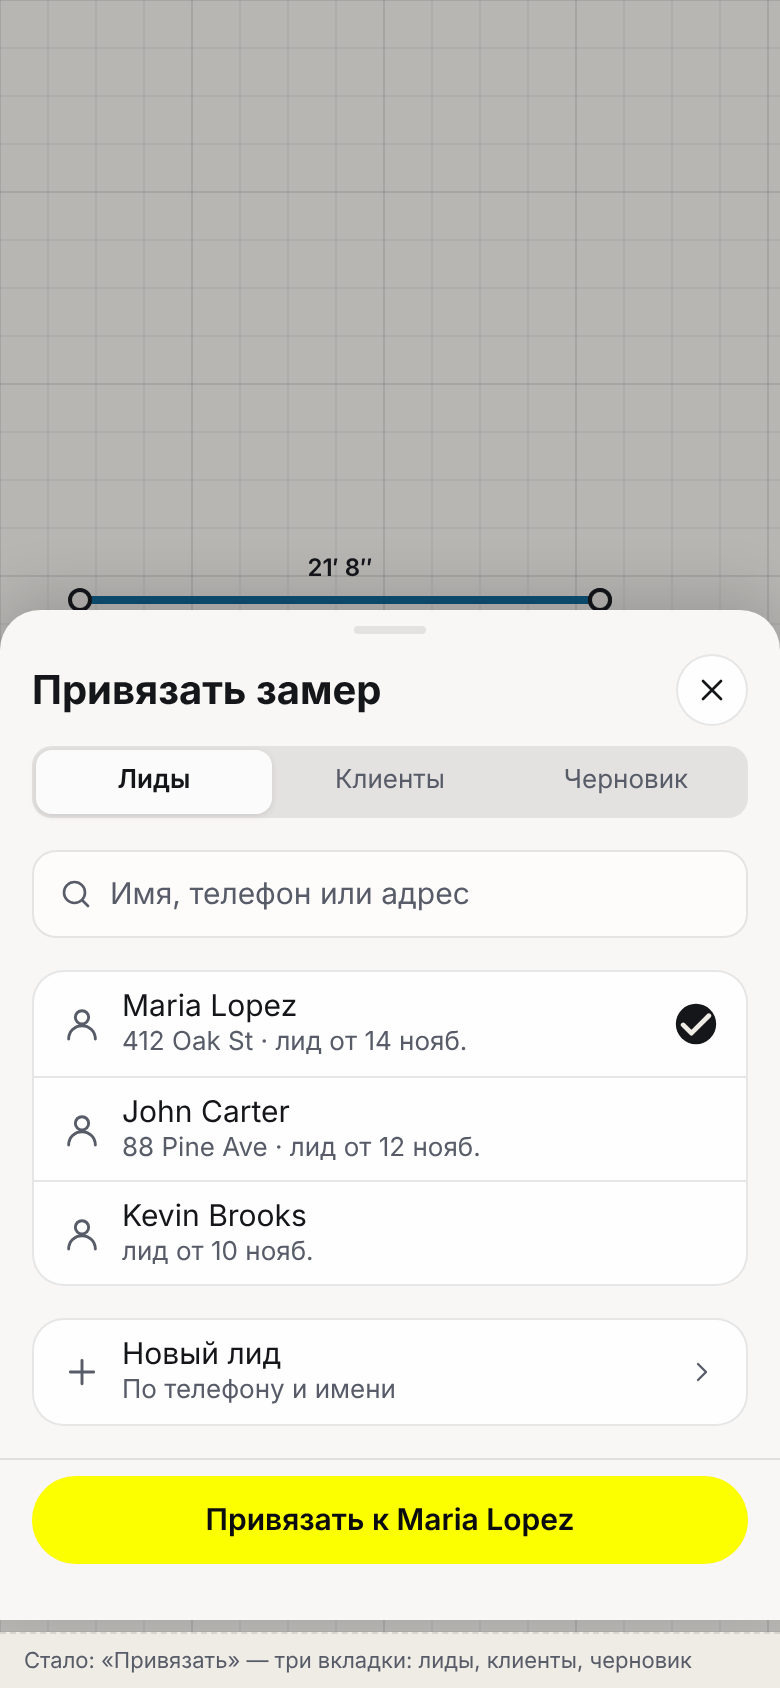 21′ 8″
Привязать замер
Лиды
Клиенты
Черновик
Имя, телефон или адрес
Maria Lopez
412 Oak St · лид от 14 нояб.
John Carter
88 Pine Ave · лид от 12 нояб.
Kevin Brooks
лид от 10 нояб.
Новый лид
По телефону и имени
Привязать к Maria Lopez
Стало: «Привязать» — три вкладки: лиды, клиенты, черновик